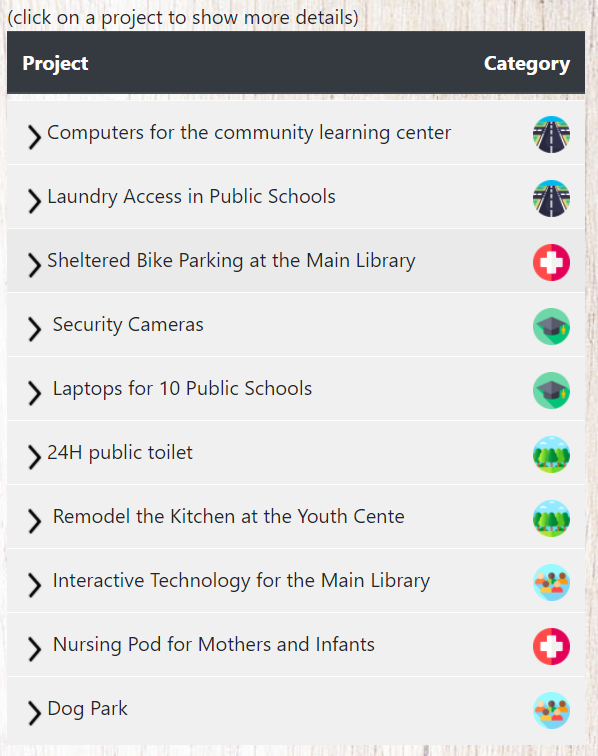 (click on a project to show more details)
Project Category
Computers for the community learning center
Laundry Access in Public Schools
Sheltered Bike Parking at the Main Library
Security Cameras
Laptops for 10 Public Schools
24H public toilet
Remodel the Kitchen at the Youth Cente
Interactive Technology for the Main Library
Nursing Pod for Mothers and Infants
Dog Park